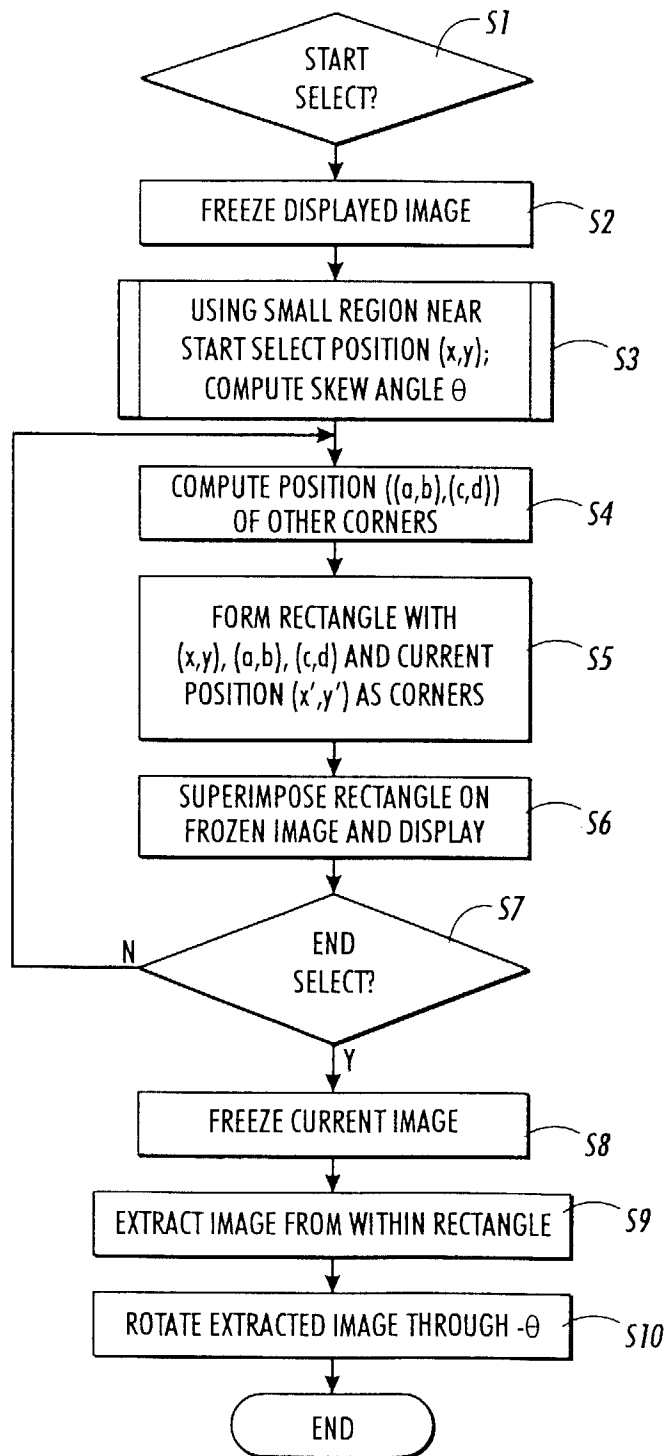 S1
START
SELECT?
FREEZE DISPLAYED IMAGE
S2
USING SMALL REGION NEAR
START SELECT POSITION (x,y);
COMPUTE SKEW ANGLE θ
S3
COMPUTE POSITION ((a,b),(c,d))
OF OTHER CORNERS
S4
FORM RECTANGLE WITH
(x,y), (a,b), (c,d) AND CURRENT
POSITION (x',y') AS CORNERS
S5
SUPERIMPOSE RECTANGLE ON
FROZEN IMAGE AND DISPLAY
S6
S7
N
END
SELECT?
Y
FREEZE CURRENT IMAGE
S8
EXTRACT IMAGE FROM WITHIN RECTANGLE
S9
ROTATE EXTRACTED IMAGE THROUGH -θ
S10
END